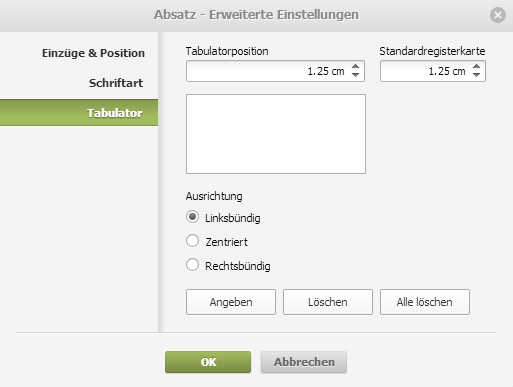 Absatz - Erweiterte Einstellungen
Einzüge & Position
Schriftart
Tabulator
Tabulatorposition
Standardregisterkarte
1.25 cm
1.25 cm
Ausrichtung
Linksbündig
Zentriert
Rechtsbündig
Angeben
Löschen
Alle löschen
OK
Abbrechen